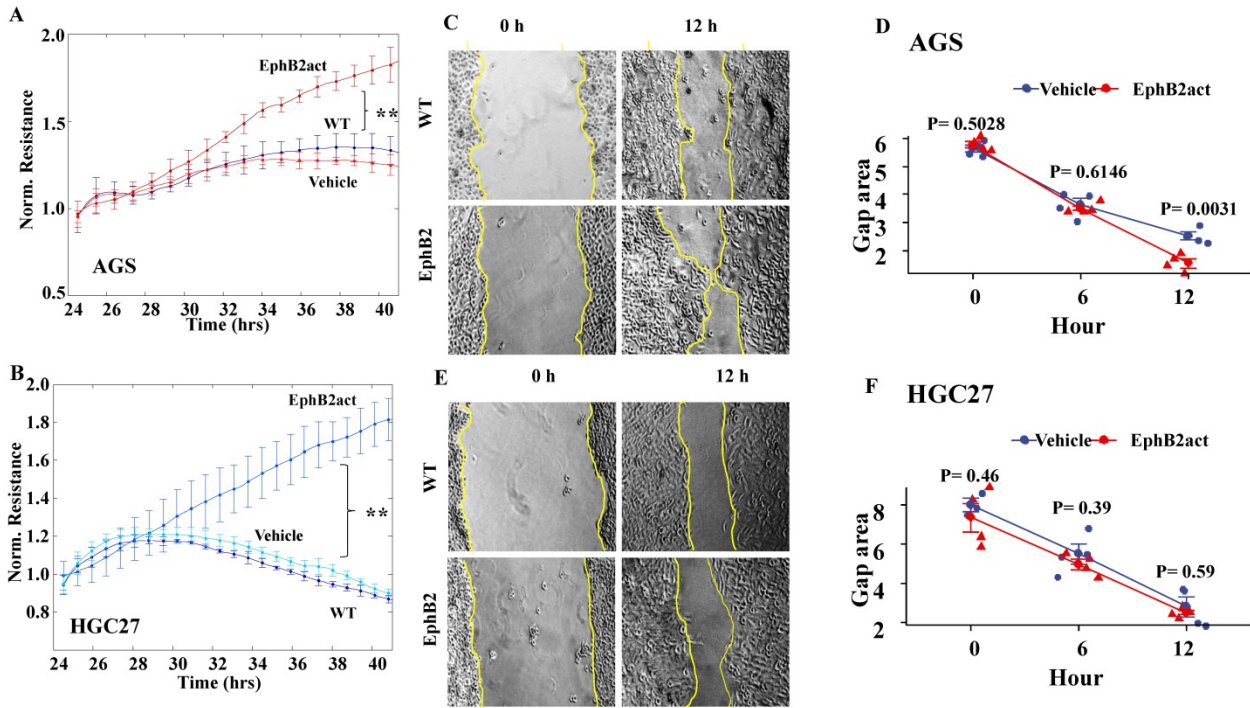 A
2.0
EphB2act
1.5
WT
**
Norm. Resistance
Vehicle
1.0
AGS
0.5
24 26 28 30 32 34 36 38 40
Time (hrs)
B
2.0
EphB2act
1.8
1.6
1.4
**
Norm. Resistance
1.2
Vehicle
1.0
0.8
WT
HGC27
24 26 28 30 32 34 36 38 40
Time (hrs)
C
0 h 12 h
WT
EphB2
D
AGS
Vehicle EphB2act
P= 0.5028
P= 0.6146
P= 0.0031
6
5
4
3
2
Gap area
0 6 12
Hour
E
0 h 12 h
WT
EphB2
F
HGC27
Vehicle EphB2act
P= 0.46
P= 0.39
P= 0.59
8
6
4
2
Gap area
0 6 12
Hour